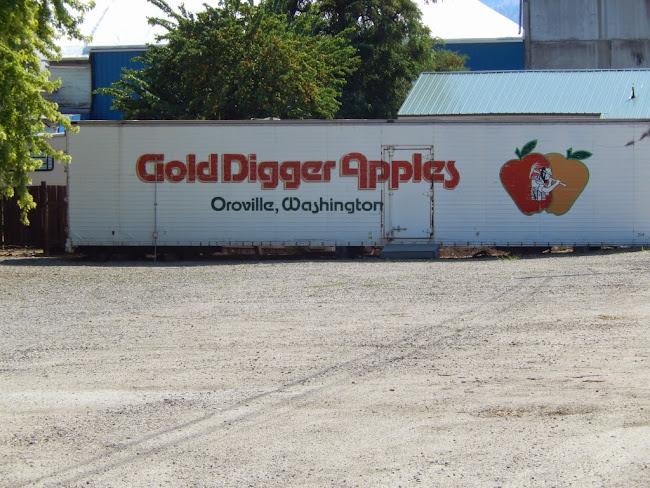 Gold Digger Apples
Oroville, Washington